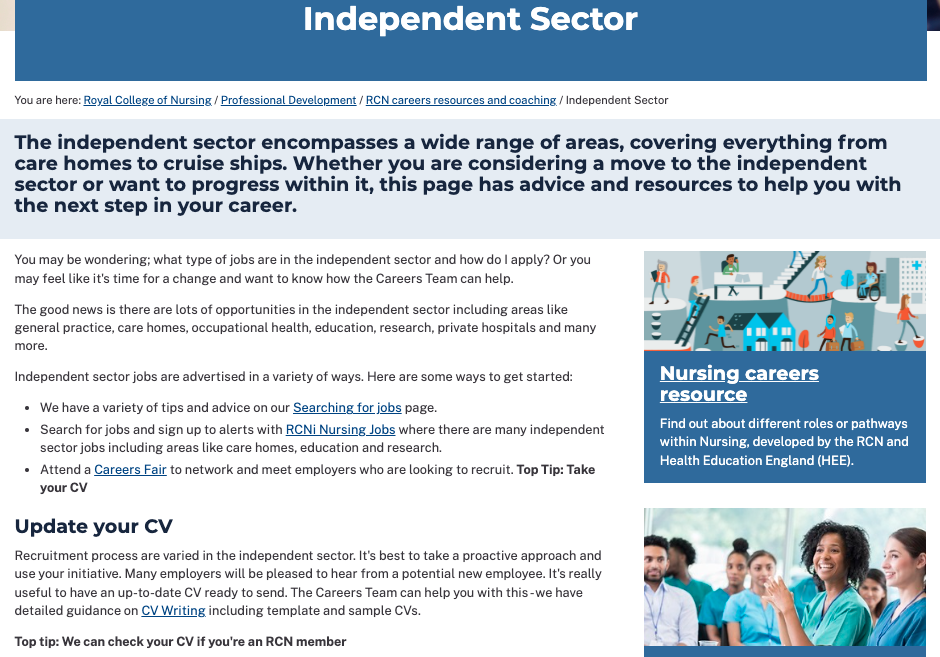 Independent Sector
You are here: Royal College of Nursing / Professional Development / RCN careers resources and coaching / Independent Sector
The independent sector encompasses a wide range of areas, covering everything from
care homes to cruise ships. Whether you are considering a move to the independent
sector or want to progress within it, this page has advice and resources to help you with
the next step in your career.
You may be wondering; what type of jobs are in the independent sector and how do I apply? Or you
may feel like it's time for a change and want to know how the Careers Team can help.
The good news is there are lots of opportunities in the independent sector including areas like
general practice, care homes, occupational health, education, research, private hospitals and many
more.
Independent sector jobs are advertised in a variety of ways. Here are some ways to get started:
• We have a variety of tips and advice on our Searching for jobs page.
• Search for jobs and sign up to alerts with RCNi Nursing Jobs where there are many independent
sector jobs including areas like care homes, education and research.
• Attend a Careers Fair to network and meet employers who are looking to recruit. Top Tip: Take
your CV
Update your CV
Recruitment process are varied in the independent sector. It's best to take a proactive approach and
use your initiative. Many employers will be pleased to hear from a potential new employee. It's really
useful to have an up-to-date CV ready to send. The Careers Team can help you with this - we have
detailed guidance on CV Writing including template and sample CVs.
Top tip: We can check your CV if you're an RCN member
Nursing careers
resource
Find out about different roles or pathways
within Nursing, developed by the RCN and
Health Education England (HEE).